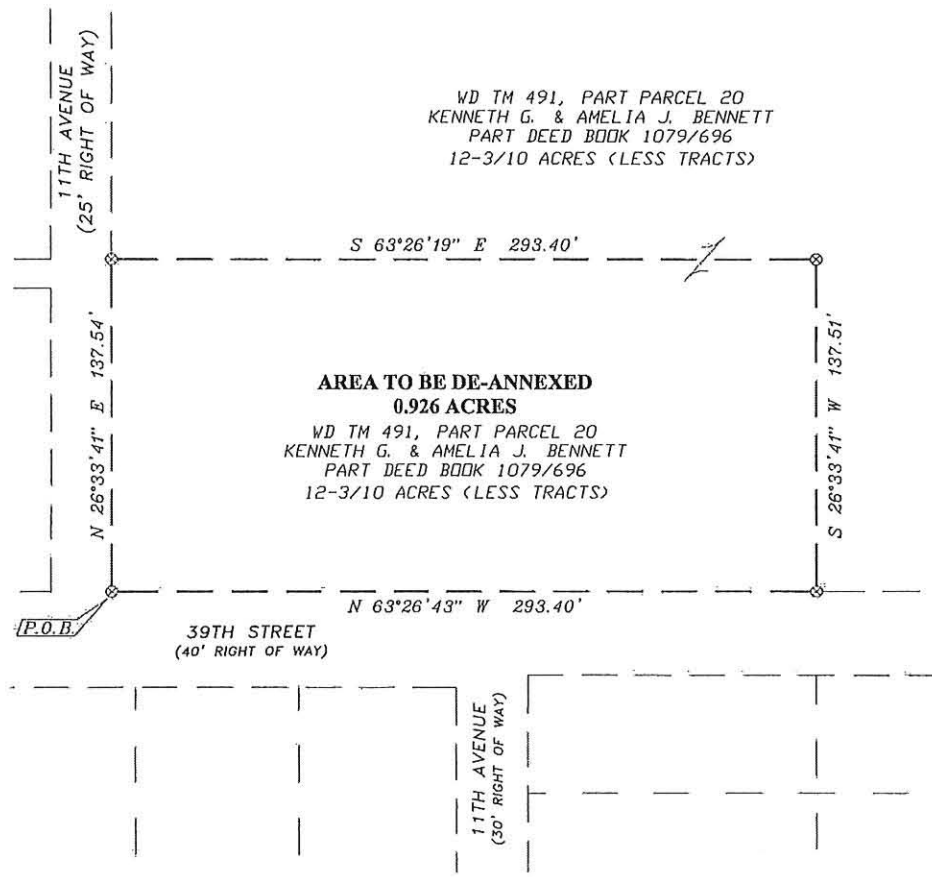 11TH AVENUE
(25' RIGHT OF WAY)
WD TM 491, PART PARCEL 20
KENNETH G. & AMELIA J. BENNETT
PART DEED BOOK 1079/696
12-3/10 ACRES (LESS TRACTS)
S 63°26'19" E 293.40'
N 26°33'41" E 137.54'
S 26°33'41" W 137.51'
AREA TO BE DE-ANNEXED
0.926 ACRES
WD TM 491, PART PARCEL 20
KENNETH G. & AMELIA J. BENNETT
PART DEED BOOK 1079/696
12-3/10 ACRES (LESS TRACTS)
N 63°26'43" W 293.40'
P.O.B.
39TH STREET
(40' RIGHT OF WAY)
11TH AVENUE
(30' RIGHT OF WAY)